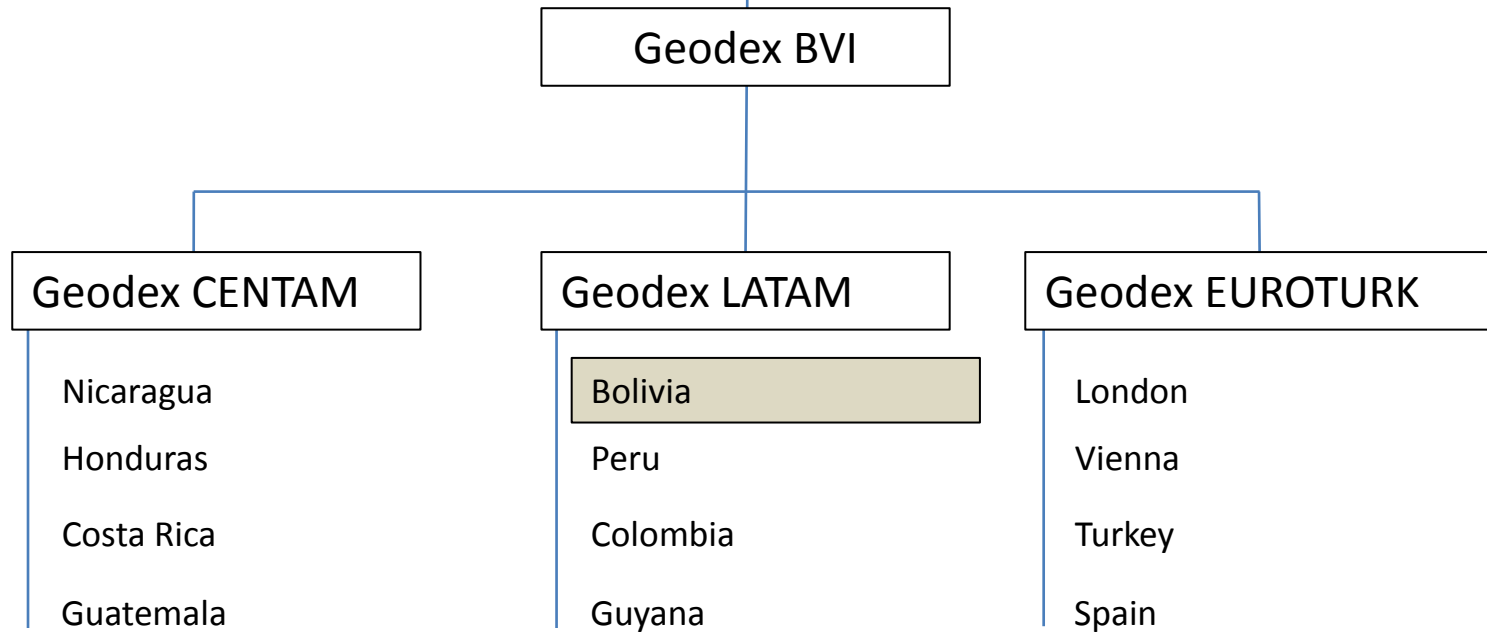 Geodex BVI
Geodex CENTAM
Geodex LATAM
Geodex EUROTURK
Nicaragua
Bolivia
London
Honduras
Peru
Vienna
Costa Rica
Colombia
Turkey
Guatemala
Guyana
Spain